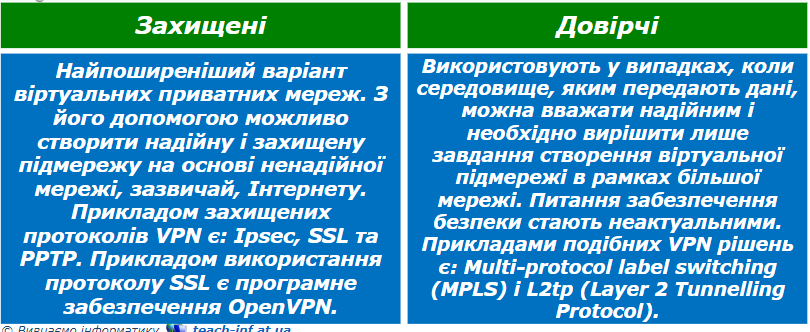 Захищені
Найпоширеніший варіант
віртуальних приватних мереж. З
його допомогою можливо
створити надійну і захищену
підмережу на основі ненадійної
мережі, зазвичай, Інтернету.
Прикладом захищених
протоколів VPN є: Ipsec, SSL та
PPTP. Прикладом використання
протоколу SSL є програмне
забезпечення OpenVPN.
Довірчі
Використовують у випадках, коли
середовище, яким передають дані,
можна вважати надійним і
необхідно вирішити лише
завдання створення віртуальної
підмережі в рамках більшої
мережі. Питання забезпечення
безпеки стають неактуальними.
Прикладами подібних VPN рішень
є: Multi-protocol label switching
(MPLS) і L2tp (Layer 2 Tunnelling
Protocol).
© Вивчаємо інформатику teach-inf.at.ua